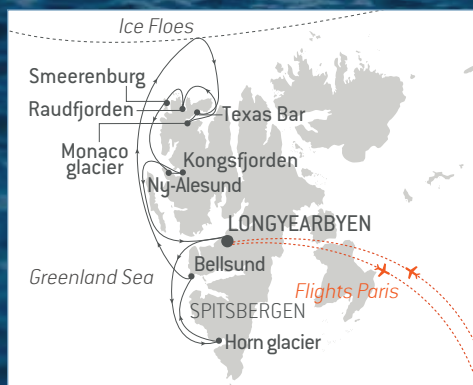 Ice Floes
Smeerenburg
Raudfjorden
Texas Bar
Monaco
glacier
Kongsfjorden
Ny-Alesund
LONGYEARBYEN
Bellsund
Greenland Sea
Flights Paris
SPITSBERGEN
Horn glacier